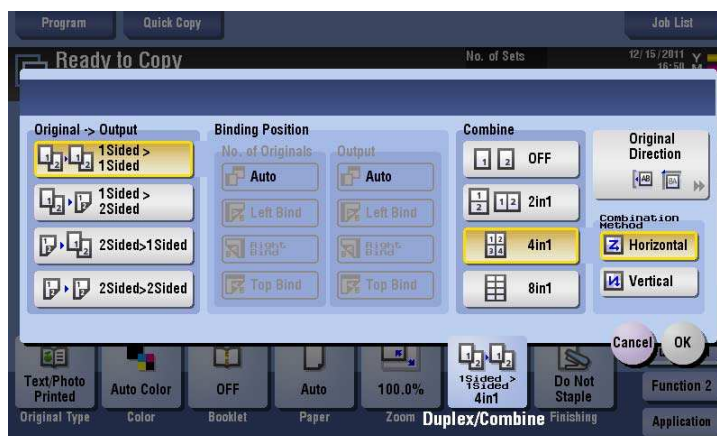 Program
Quick Copy
Job List
Ready to Copy
No. of Sets
12/15/2011
16:50
Y
M
Original -> Output
Binding Position
Combine
No. of Originals
Output
1Sided >
1Sided
Auto
Auto
OFF
Original
Direction
1Sided >
2Sided
Left Bind
Left Bind
2in1
Combination
Method
2Sided>1Sided
Right
Bind
Right
Bind
4in1
Horizontal
2Sided>2Sided
Top Bind
Top Bind
8in1
Vertical
Cancel
OK
Text/Photo
Printed
Auto Color
OFF
Auto
100.0%
1Sided >
1Sided
4in1
Do Not
Staple
Function 2
Original Type
Color
Booklet
Paper
Zoom
Duplex/Combine
Finishing
Application